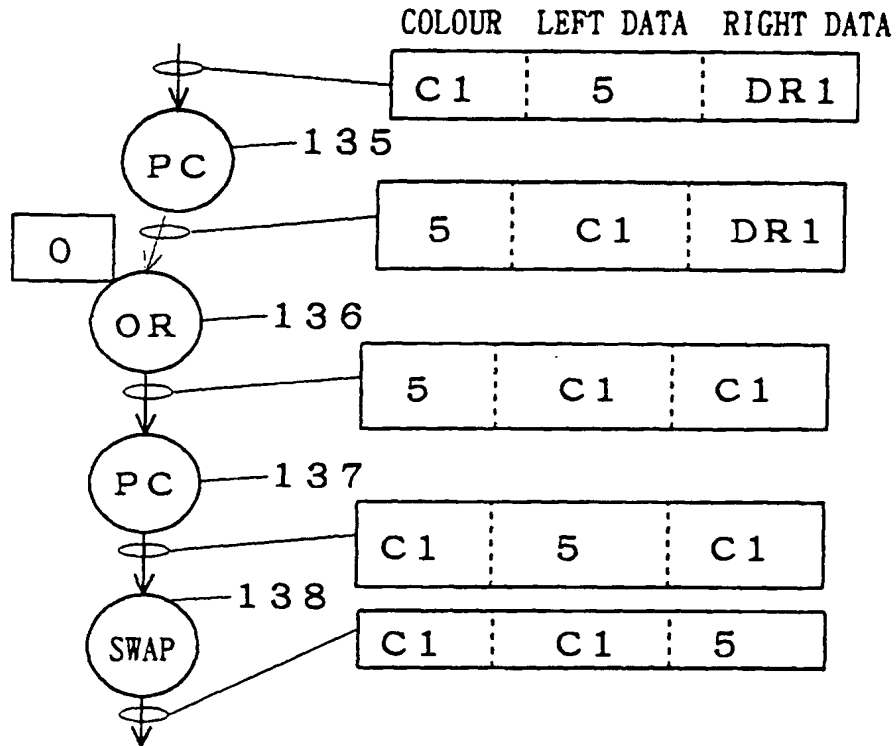 COLOUR LEFT DATA RIGHT DATA
C1 5 DR1
PC 135
5 C1 DR1
0
OR 136
5 C1 C1
PC 137
C1 5 C1
138
SWAP
C1 C1 5